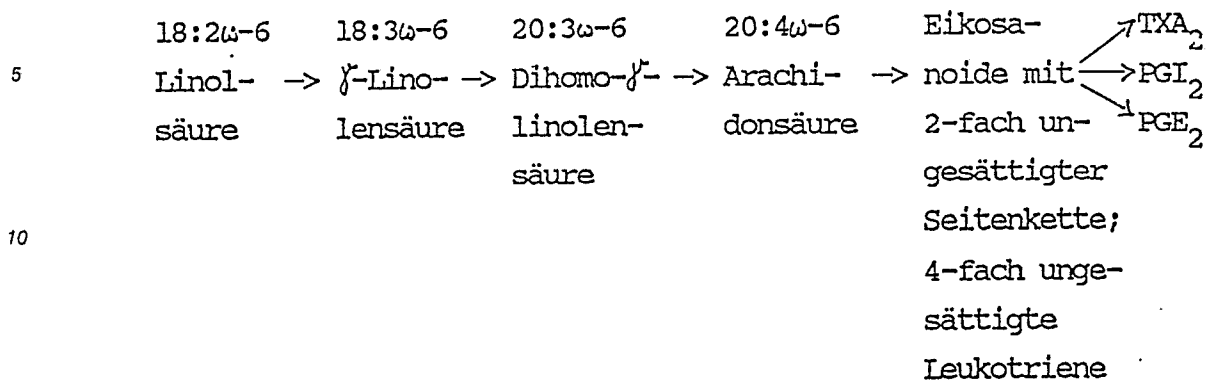 18:2ω-6 18:3ω-6 20:3ω-6 20:4ω-6 Eikosa- TXA₂
5 Linol- → γ-Lino- → Dihomo-γ- → Arachi- → noide mit → PGI₂
säure lensäure linolen- donsäure 2-fach un- PGE₂
säure gesättigter
10 Seitenkette;
4-fach unge-
sättigte
Leukotriene